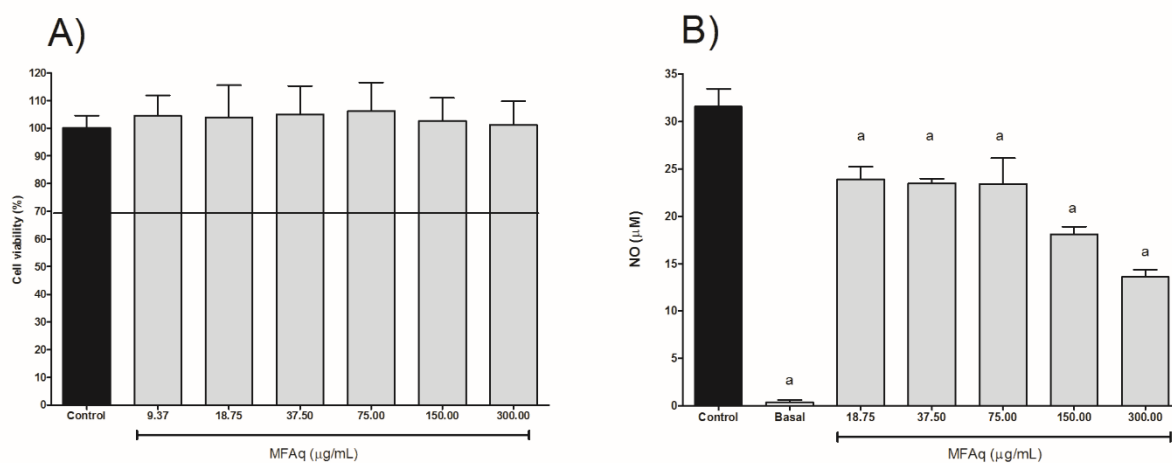 A)
120
110
100
90
80
70
60
50
40
30
20
10
0
Cell viability (%)
Control 9.37 18.75 37.50 75.00 150.00 300.00
MFAq (μg/mL)
B)
35
30
25
20
15
10
5
0
NO (μM)
a a a a a a
Control Basal 18.75 37.50 75.00 150.00 300.00
MFAq (μg/mL)